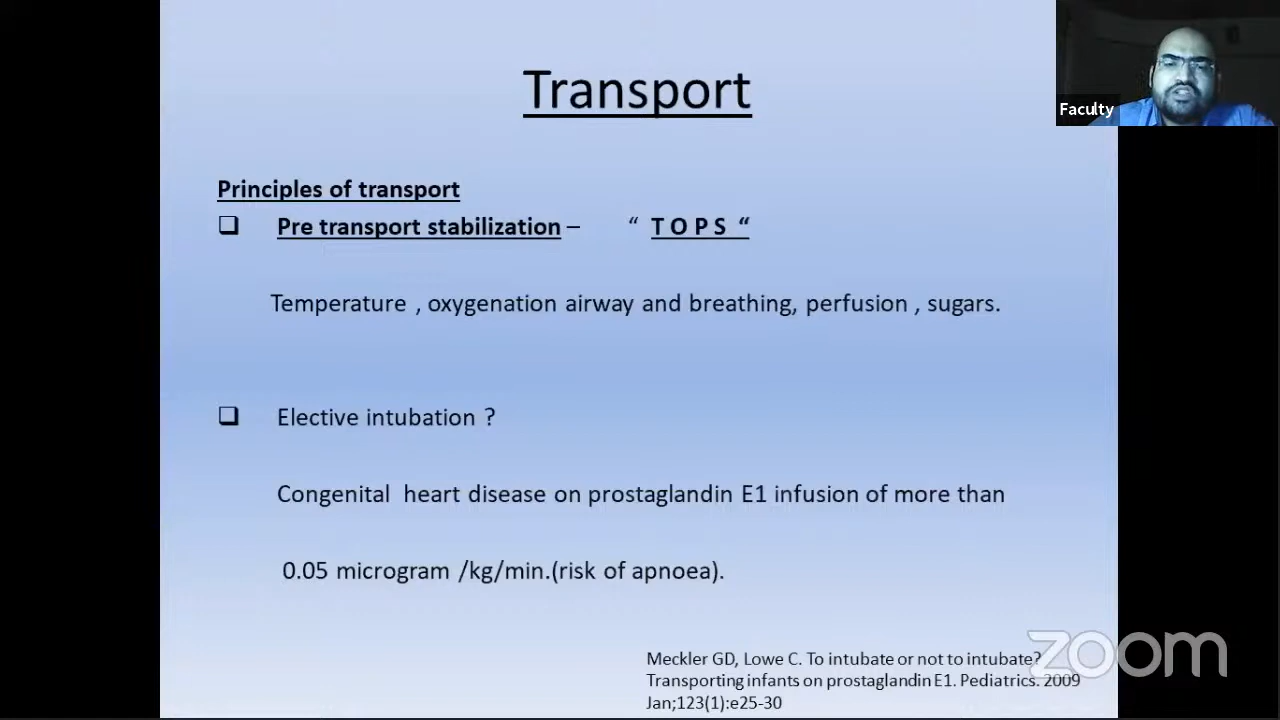 Transport
Faculty
Principles of transport
❑ Pre transport stabilization – “ T O P S “
Temperature , oxygenation airway and breathing, perfusion , sugars.
❑ Elective intubation ?
Congenital heart disease on prostaglandin E1 infusion of more than
0.05 microgram /kg/min.(risk of apnoea).
Meckler GD, Lowe C. To intubate or not to intubate?
Transporting infants on prostaglandin E1. Pediatrics. 2009
Jan;123(1):e25-30
zoom